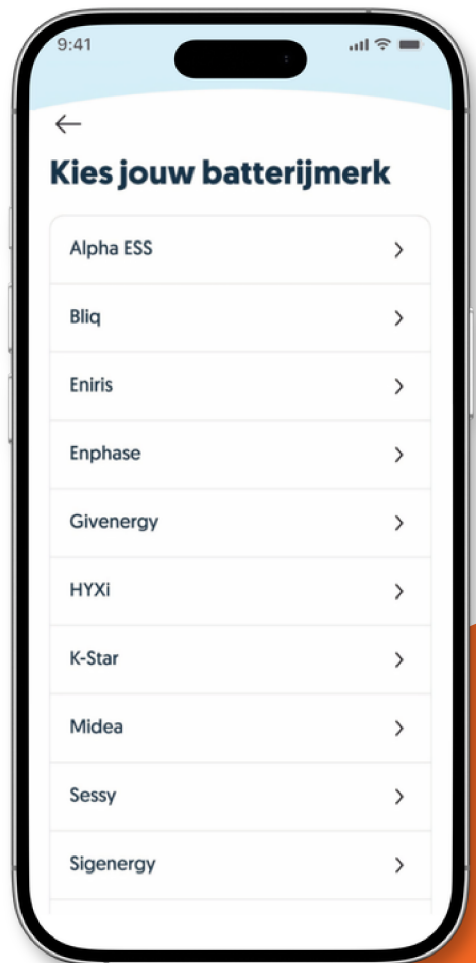 9:41
Kies jouw batterijmerk
Alpha ESS
Bliq
Eniris
Enphase
Givenergy
HYXi
K-Star
Midea
Sessy
Sigenergy